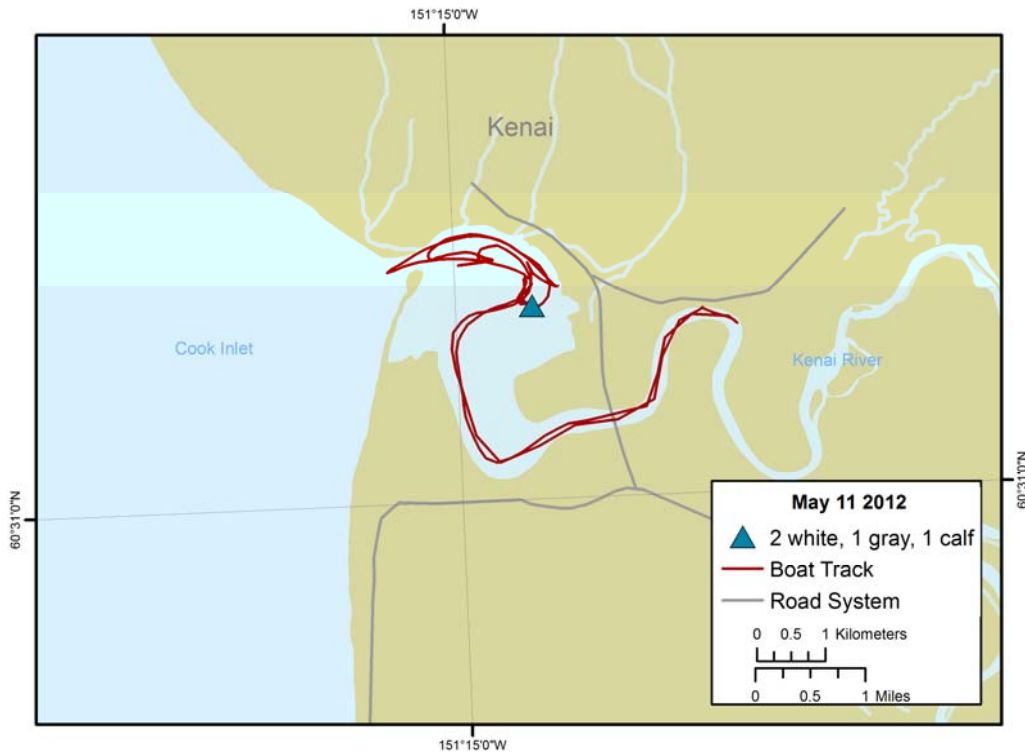 151°15'0"W
Kenai
Cook Inlet
Kenai River
60°31'0"N
60°31'0"N
May 11 2012
2 white, 1 gray, 1 calf
Boat Track
Road System
0 0.5 1 Kilometers
0 0.5 1 Miles
151°15'0"W